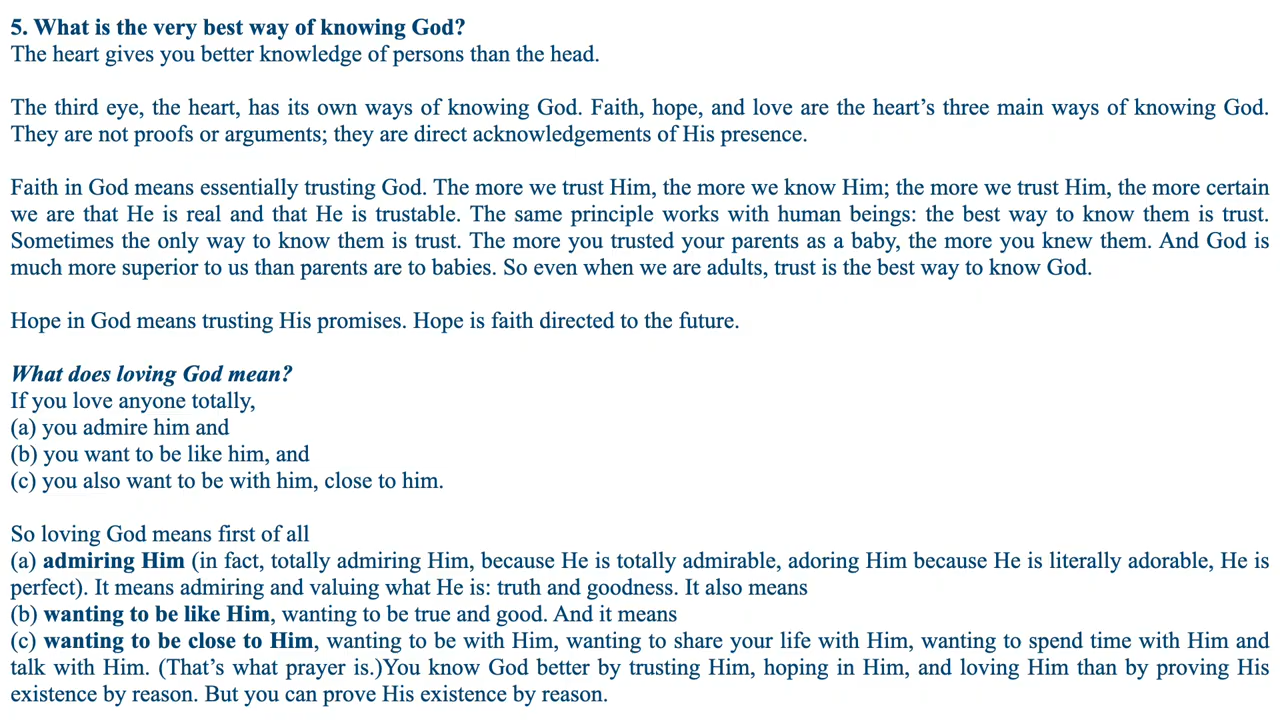 5. What is the very best way of knowing God?
The heart gives you better knowledge of persons than the head.
The third eye, the heart, has its own ways of knowing God. Faith, hope, and love are the heart’s three main ways of knowing God.
They are not proofs or arguments; they are direct acknowledgements of His presence.
Faith in God means essentially trusting God. The more we trust Him, the more we know Him; the more we trust Him, the more certain
we are that He is real and that He is trustable. The same principle works with human beings: the best way to know them is trust.
Sometimes the only way to know them is trust. The more you trusted your parents as a baby, the more you knew them. And God is
much more superior to us than parents are to babies. So even when we are adults, trust is the best way to know God.
Hope in God means trusting His promises. Hope is faith directed to the future.
What does loving God mean?
If you love anyone totally,
(a) you admire him and
(b) you want to be like him, and
(c) you also want to be with him, close to him.
So loving God means first of all
(a) admiring Him (in fact, totally admiring Him, because He is totally admirable, adoring Him because He is literally adorable, He is
perfect). It means admiring and valuing what He is: truth and goodness. It also means
(b) wanting to be like Him, wanting to be true and good. And it means
(c) wanting to be close to Him, wanting to be with Him, wanting to share your life with Him, wanting to spend time with Him and
talk with Him. (That’s what prayer is.)You know God better by trusting Him, hoping in Him, and loving Him than by proving His
existence by reason. But you can prove His existence by reason.